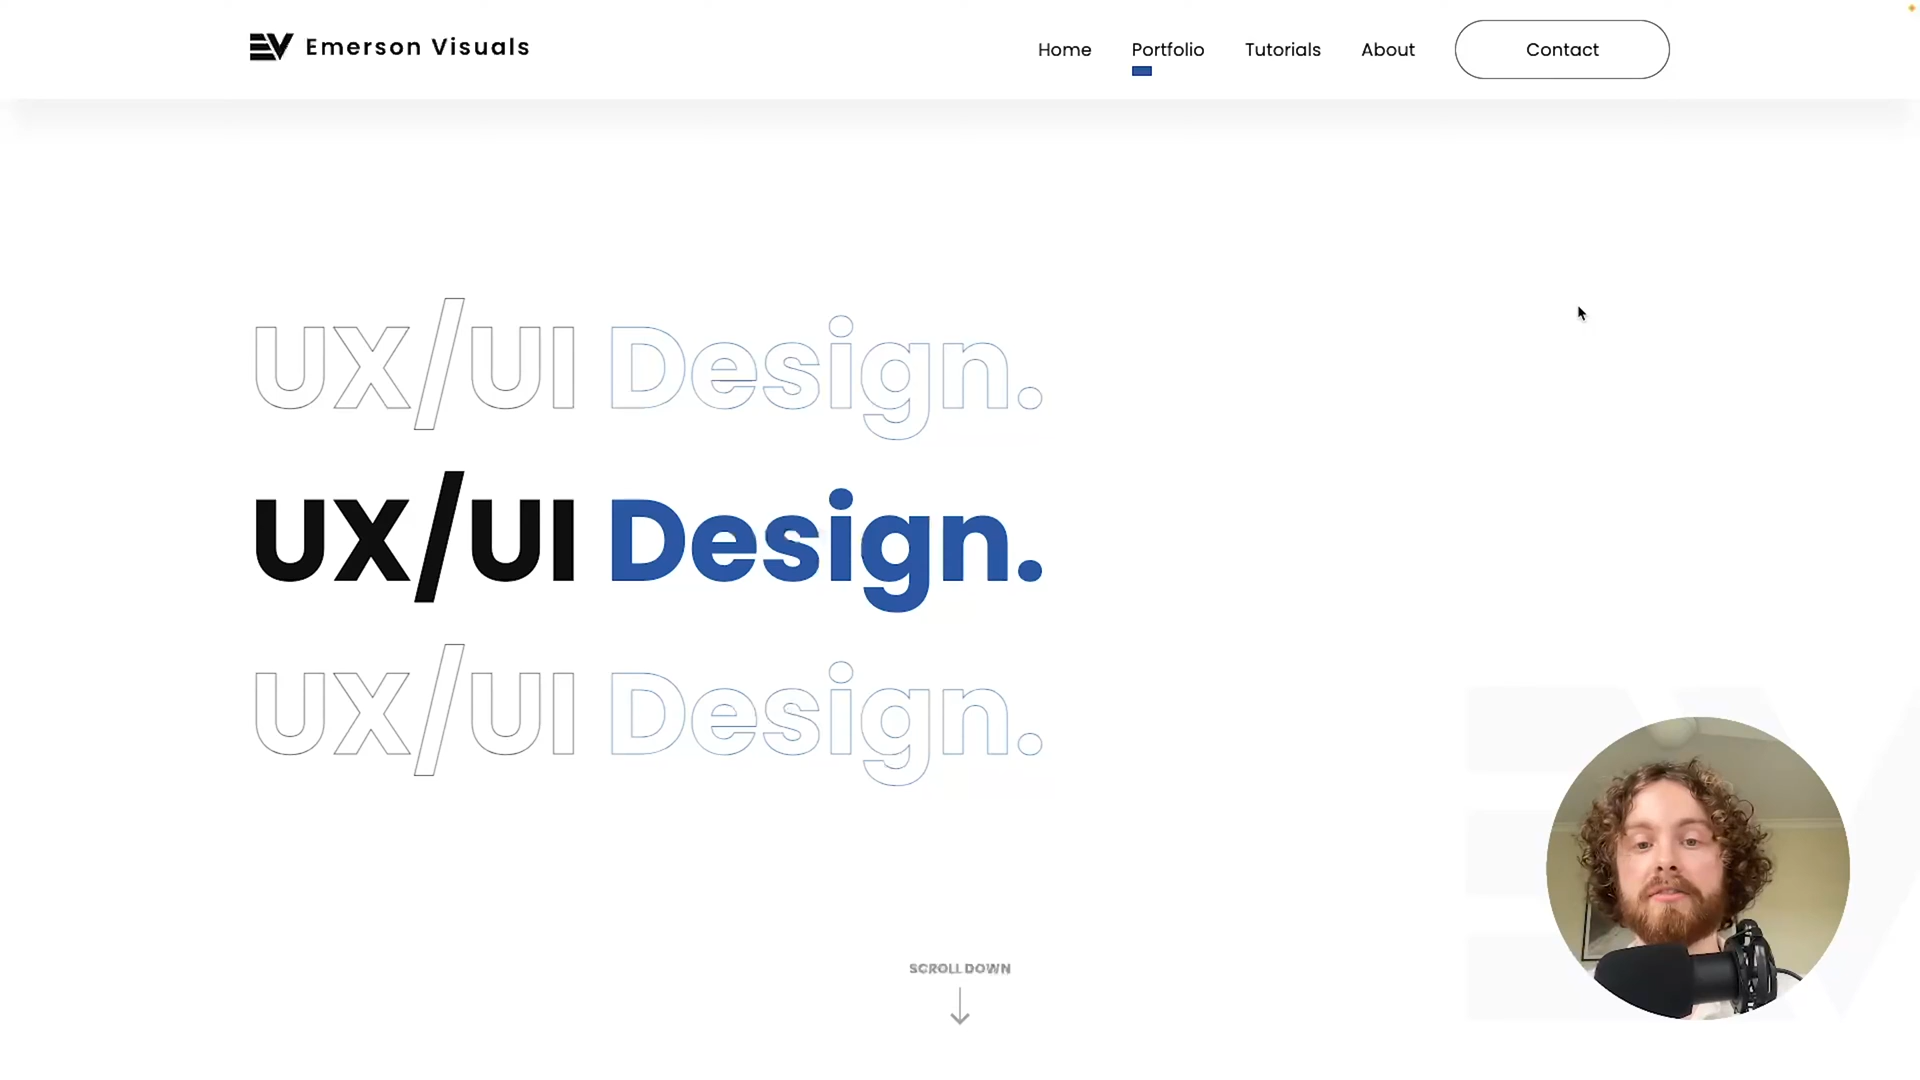 Emerson Visuals
Home Portfolio Tutorials About Contact
UX/UI Design.
UX/UI Design.
UX/UI Design.
SCROLL DOWN